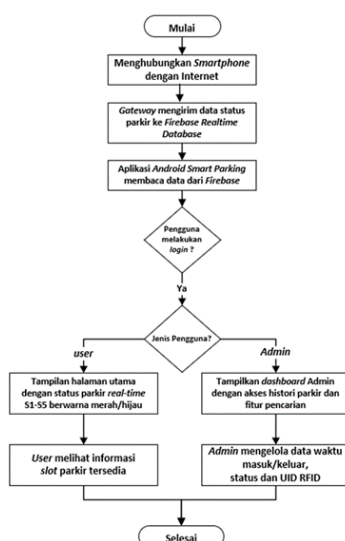 Mulai
Menghubungkan Smartphone
dengan Internet
Gateway mengirim data status
parkir ke Firebase Realtime
Database
Aplikasi Android Smart Parking
membaca data dari Firebase
Pengguna
melakukan
login ?
Ya
Jenis Pengguna?
user
Admin
Tampilan halaman utama
dengan status parkir real-time
S1-S5 berwarna merah/hijau
Tampilkan dashboard Admin
dengan akses histori parkir dan
fitur pencarian
User melihat informasi
slot parkir tersedia
Admin mengelola data waktu
masuk/keluar,
status dan UID RFID
Selesai